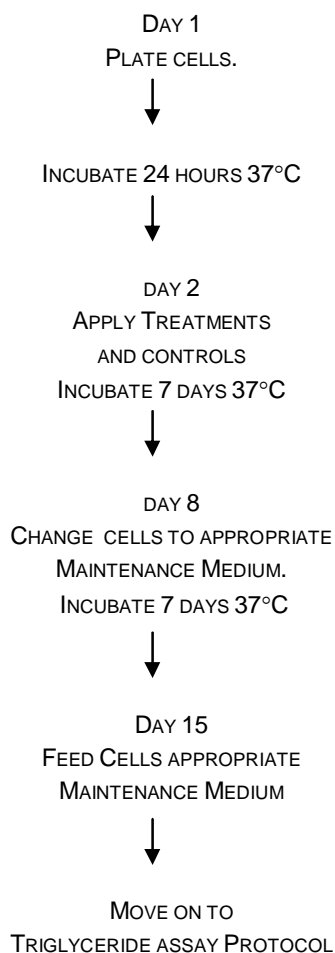 DAY 1
PLATE CELLS.
INCUBATE 24 HOURS 37°C
DAY 2
APPLY TREATMENTS
AND CONTROLS
INCUBATE 7 DAYS 37°C
DAY 8
CHANGE CELLS TO APPROPRIATE
MAINTENANCE MEDIUM.
INCUBATE 7 DAYS 37°C
DAY 15
FEED CELLS APPROPRIATE
MAINTENANCE MEDIUM
MOVE ON TO
TRIGLYCERIDE ASSAY PROTOCOL